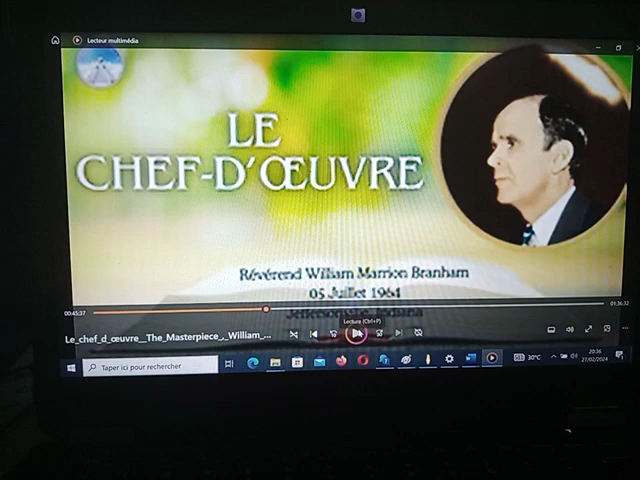 Lecteur multimédia
LE
CHEF-D'ŒUVRE
Révérend William Marrion Branham
05 Juillet 1964
00:45:37
01:36:32
Lecture (Ctrl+P)
Le_chef_d_œuvre__The_Masterpiece_._William_...
Taper ici pour rechercher
30°C
20:36
27/02/2024